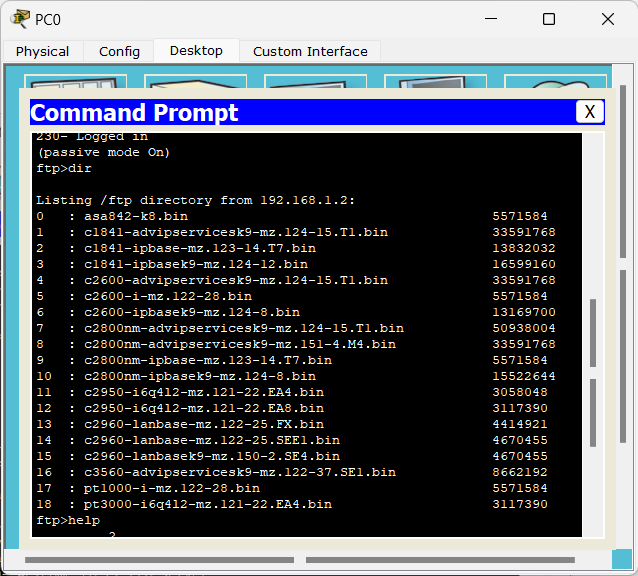 PC0
Physical Config Desktop Custom Interface
Command Prompt X
230- Logged in
(passive mode On)
ftp>dir
Listing /ftp directory from 192.168.1.2:
0 : asa842-k8.bin 5571584
1 : c1841-advipservicesk9-mz.124-15.T1.bin 33591768
2 : c1841-ipbase-mz.123-14.T7.bin 13832032
3 : c1841-ipbasek9-mz.124-12.bin 16599160
4 : c2600-advipservicesk9-mz.124-15.T1.bin 33591768
5 : c2600-i-mz.122-28.bin 5571584
6 : c2600-ipbasek9-mz.124-8.bin 13169700
7 : c2800nm-advipservicesk9-mz.124-15.T1.bin 50938004
8 : c2800nm-advipservicesk9-mz.151-4.M4.bin 33591768
9 : c2800nm-ipbase-mz.123-14.T7.bin 5571584
10 : c2800nm-ipbasek9-mz.124-8.bin 15522644
11 : c2950-i6q4l2-mz.121-22.EA4.bin 3058048
12 : c2950-i6q4l2-mz.121-22.EA8.bin 3117390
13 : c2960-lanbase-mz.122-25.FX.bin 4414921
14 : c2960-lanbase-mz.122-25.SEE1.bin 4670455
15 : c2960-lanbasek9-mz.150-2.SE4.bin 4670455
16 : c3560-advipservicesk9-mz.122-37.SE1.bin 8662192
17 : pt1000-i-mz.122-28.bin 5571584
18 : pt3000-i6q4l2-mz.121-22.EA4.bin 3117390
ftp>help